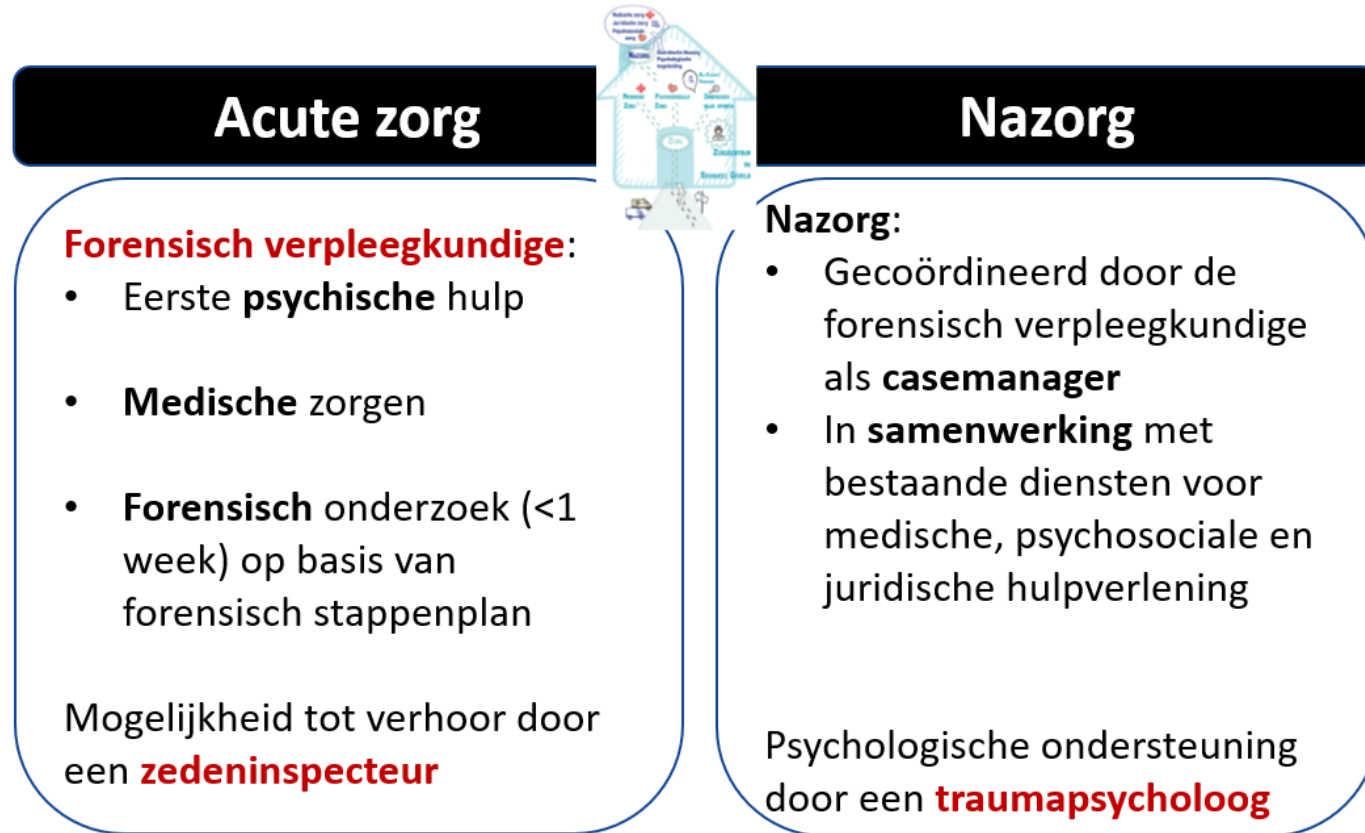 Acute zorg
Forensisch verpleegkundige:
• Eerste psychische hulp
• Medische zorgen
• Forensisch onderzoek (<1
week) op basis van
forensisch stappenplan
Mogelijkheid tot verhoor door
een zedeninspecteur
Nazorg
Nazorg:
• Gecoördineerd door de
forensisch verpleegkundige
als casemanager
• In samenwerking met
bestaande diensten voor
medische, psychosociale en
juridische hulpverlening
Psychologische ondersteuning
door een traumapsycholoog